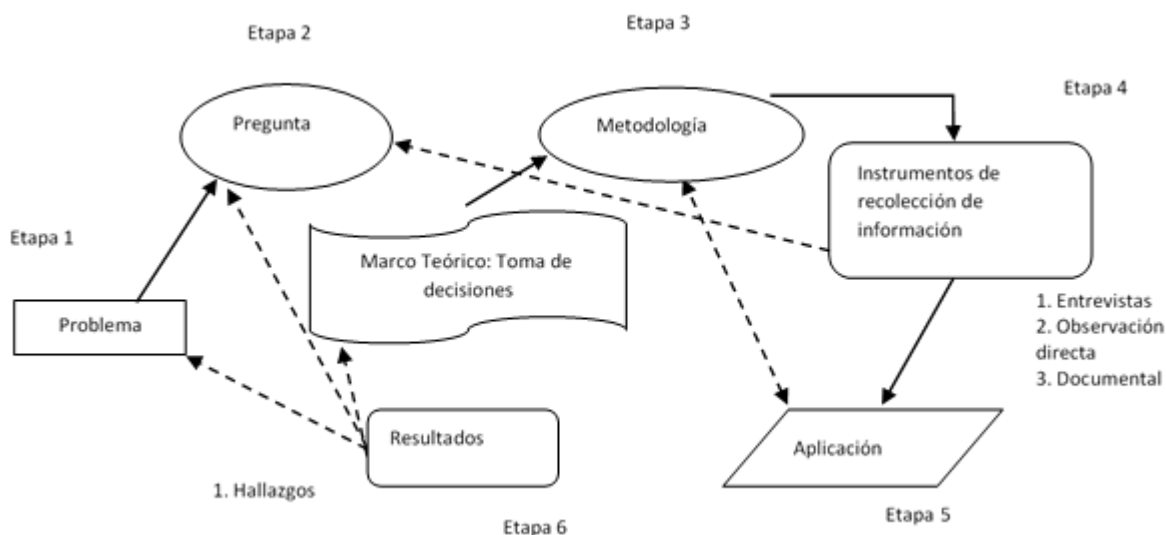 Etapa 1
Problema
Etapa 2
Pregunta
Marco Teórico: Toma de
decisiones
Etapa 3
Metodología
Etapa 4
Instrumentos de
recolección de
información
1. Entrevistas
2. Observación
directa
3. Documental
Aplicación
Etapa 5
Resultados
1. Hallazgos
Etapa 6